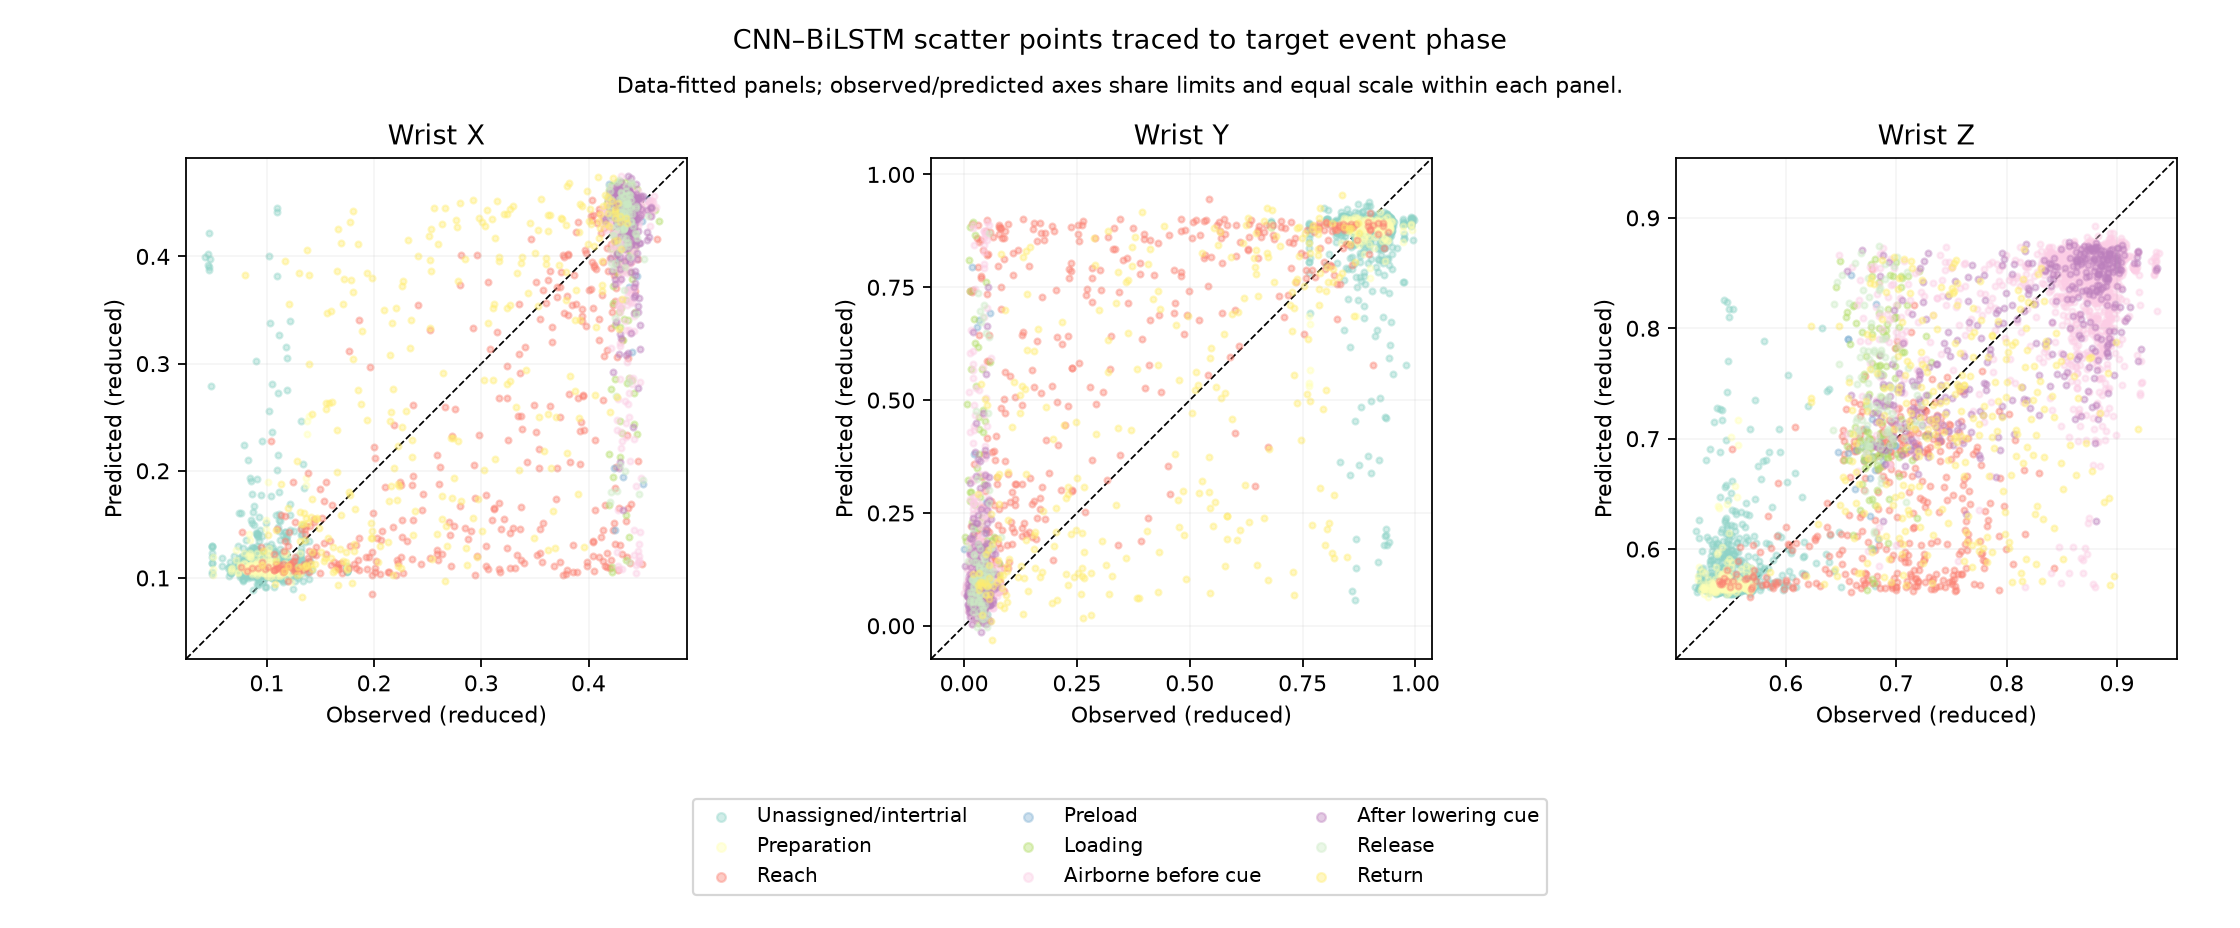 CNN–BiLSTM scatter points traced to target event phase
Data-fitted panels; observed/predicted axes share limits and equal scale within each panel.
Wrist X
Predicted (reduced)
0.4
0.3
0.2
0.1
0.1 0.2 0.3 0.4
Observed (reduced)
Wrist Y
Predicted (reduced)
1.00
0.75
0.50
0.25
0.00
0.00 0.25 0.50 0.75 1.00
Observed (reduced)
Wrist Z
Predicted (reduced)
0.9
0.8
0.7
0.6
0.6 0.7 0.8 0.9
Observed (reduced)
Unassigned/intertrial
Preparation
Reach
Preload
Loading
Airborne before cue
After lowering cue
Release
Return